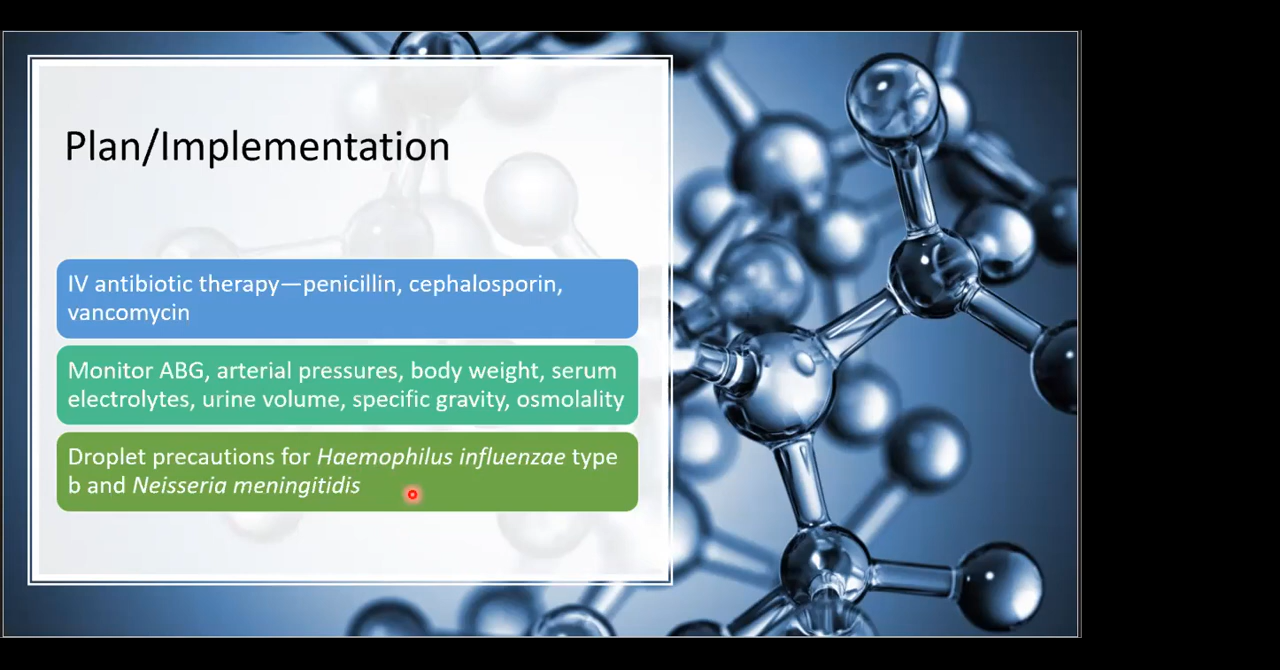 Plan/Implementation
IV antibiotic therapy—penicillin, cephalosporin,
vancomycin
Monitor ABG, arterial pressures, body weight, serum
electrolytes, urine volume, specific gravity, osmolality
Droplet precautions for Haemophilus influenzae type
b and Neisseria meningitidis